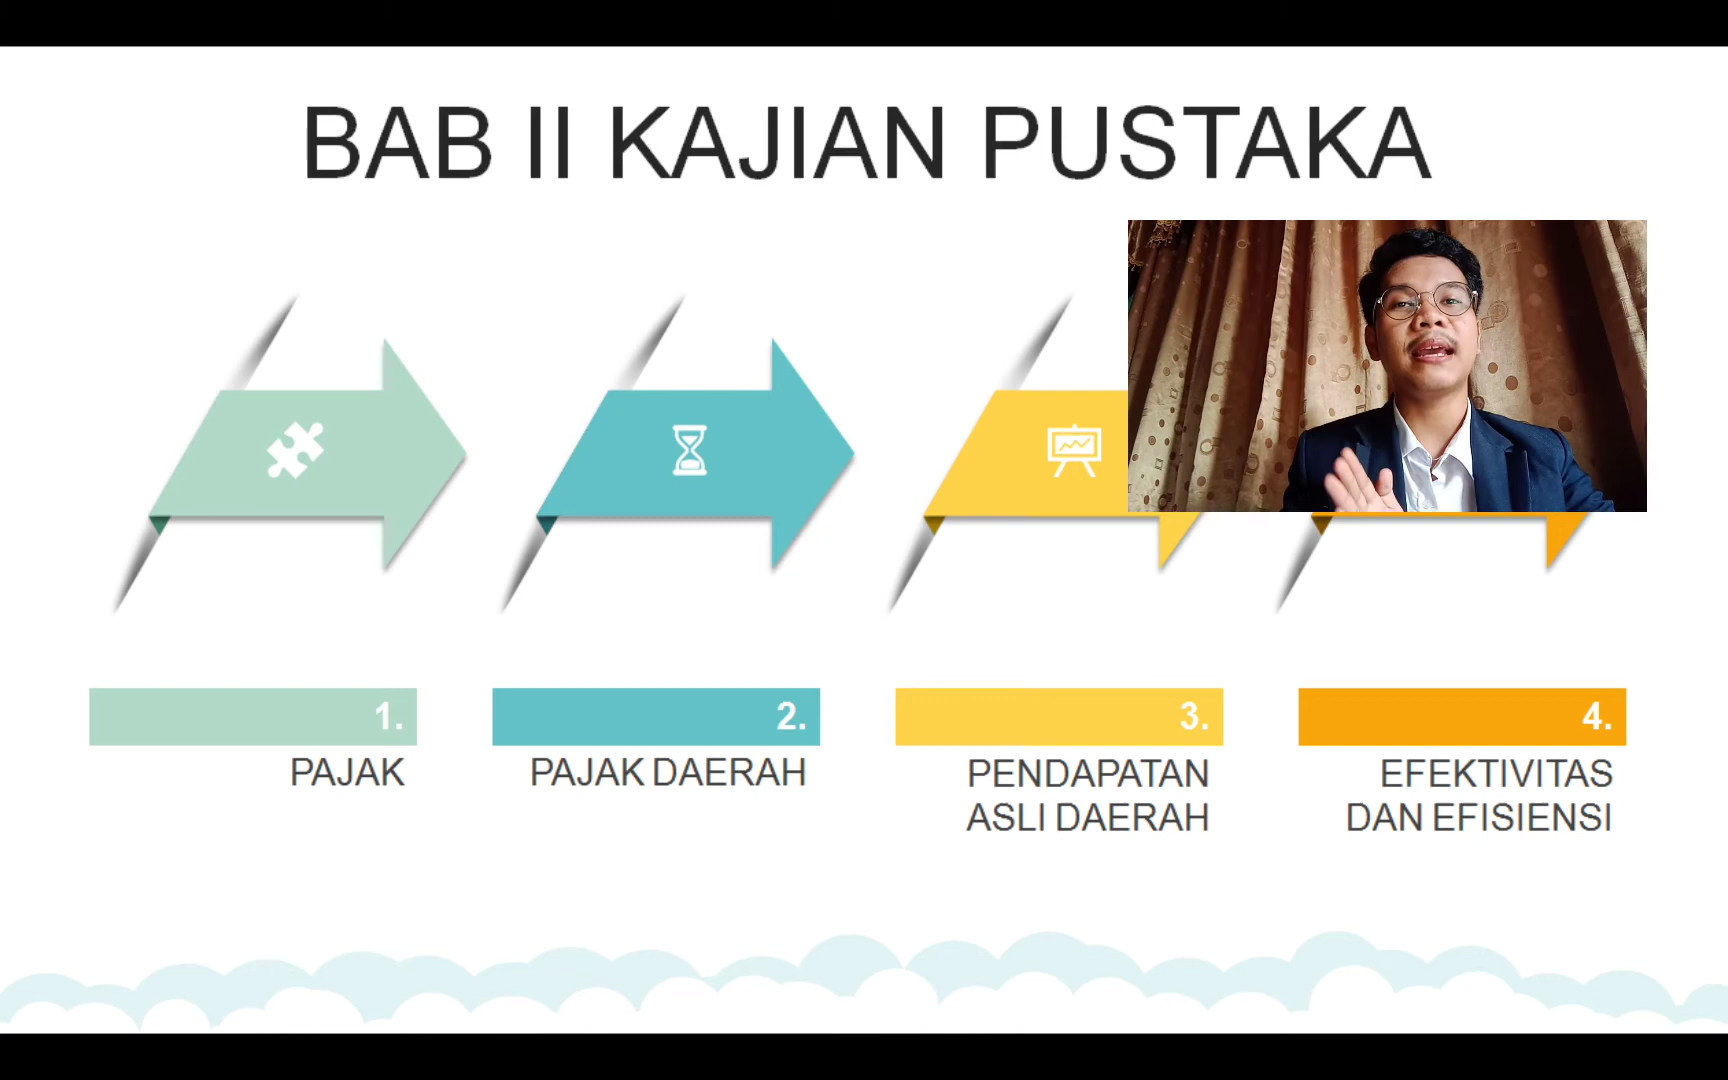 BAB II KAJIAN PUSTAKA
1.
PAJAK
2.
PAJAK DAERAH
3.
PENDAPATAN
ASLI DAERAH
4.
EFEKTIVITAS
DAN EFISIENSI